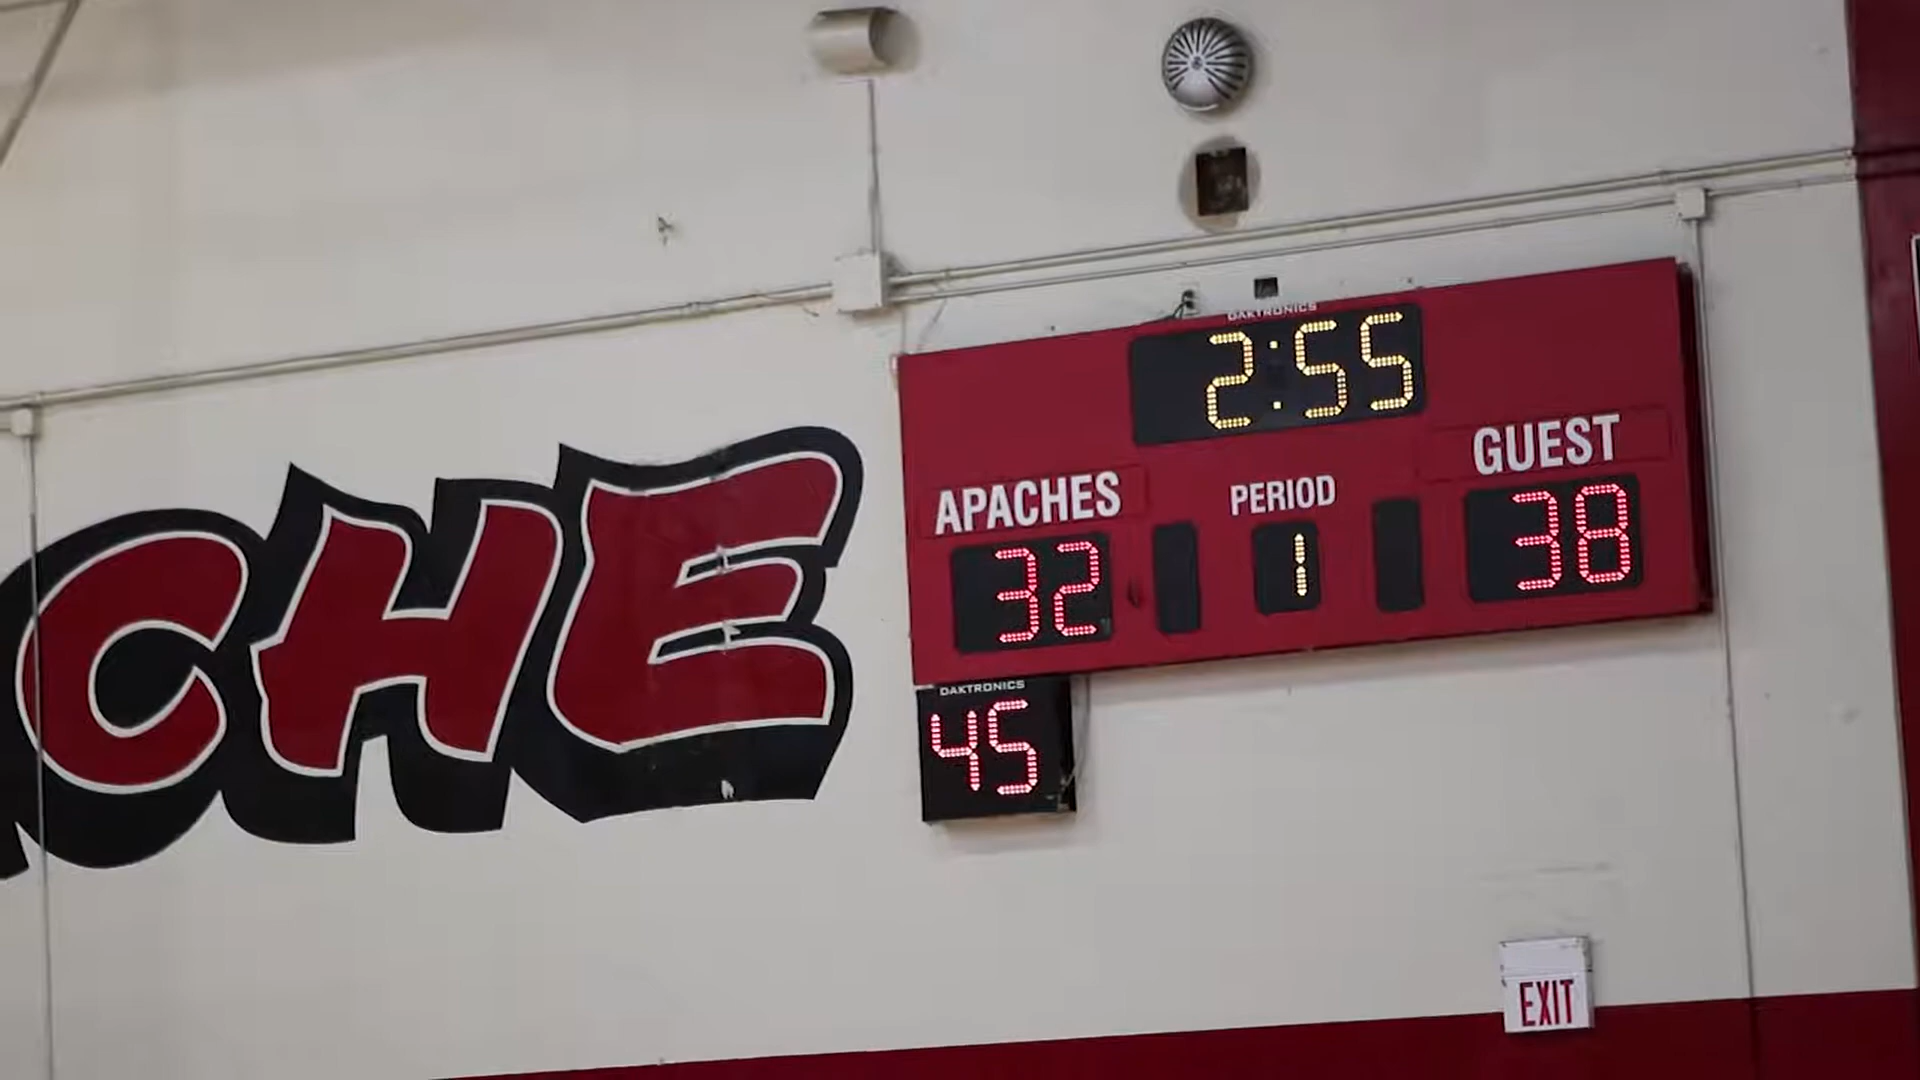 DAKTRONICS
2:55
GUEST
APACHES
PERIOD
32
1
38
DAKTRONICS
45
CHE
EXIT